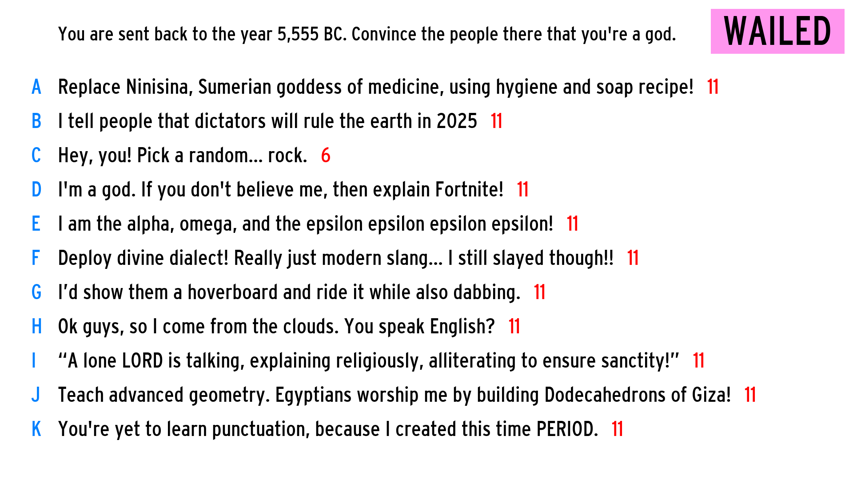 You are sent back to the year 5,555 BC. Convince the people there that you're a god.
WAILED
A Replace Ninisina, Sumerian goddess of medicine, using hygiene and soap recipe! 11
B I tell people that dictators will rule the earth in 2025 11
C Hey, you! Pick a random... rock. 6
D I'm a god. If you don't believe me, then explain Fortnite! 11
E I am the alpha, omega, and the epsilon epsilon epsilon epsilon! 11
F Deploy divine dialect! Really just modern slang... I still slayed though!! 11
G I’d show them a hoverboard and ride it while also dabbing. 11
H Ok guys, so I come from the clouds. You speak English? 11
I “A lone LORD is talking, explaining religiously, alliterating to ensure sanctity!” 11
J Teach advanced geometry. Egyptians worship me by building Dodecahedrons of Giza! 11
K You're yet to learn punctuation, because I created this time PERIOD. 11